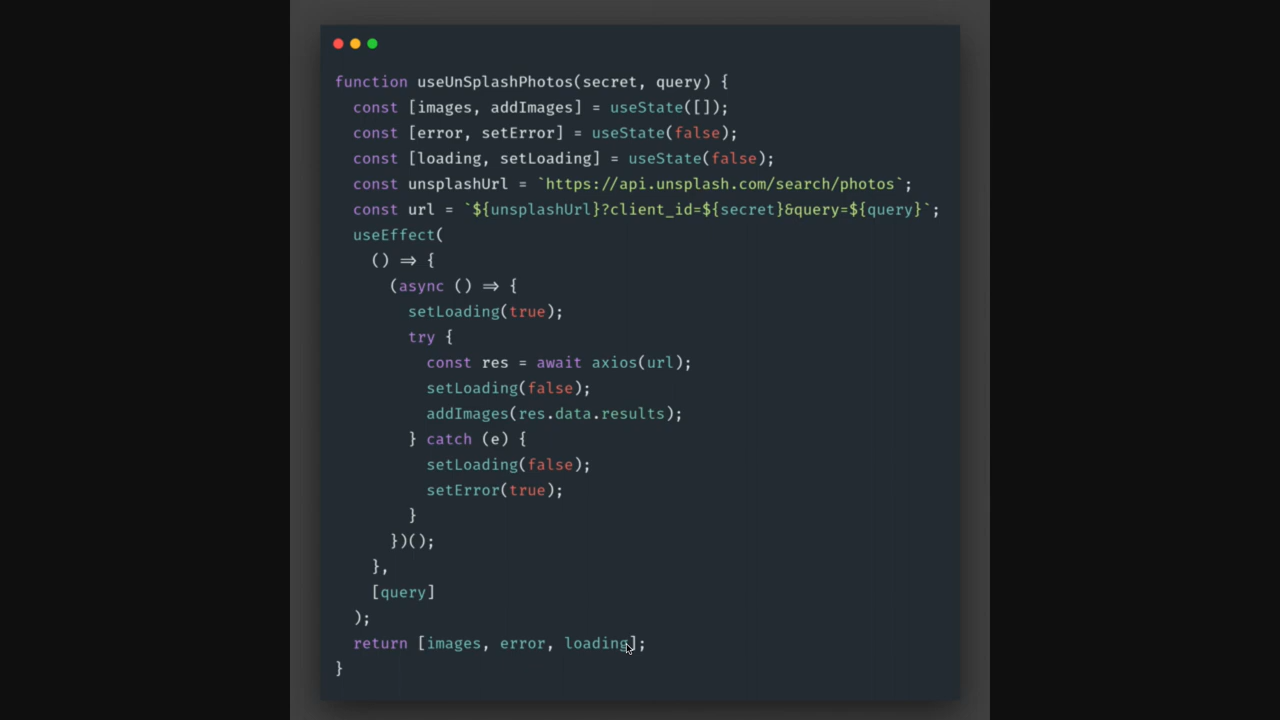 function useUnSplashPhotos(secret, query) {
  const [images, addImages] = useState([]);
  const [error, setError] = useState(false);
  const [loading, setLoading] = useState(false);
  const unsplashUrl = `https://api.unsplash.com/search/photos`;
  const url = `${unsplashUrl}?client_id=${secret}&query=${query}`;
  useEffect(
    () => {
      (async () => {
        setLoading(true);
        try {
          const res = await axios(url);
          setLoading(false);
          addImages(res.data.results);
        } catch (e) {
          setLoading(false);
          setError(true);
        }
      })();
    },
    [query]
  );
  return [images, error, loading];
}